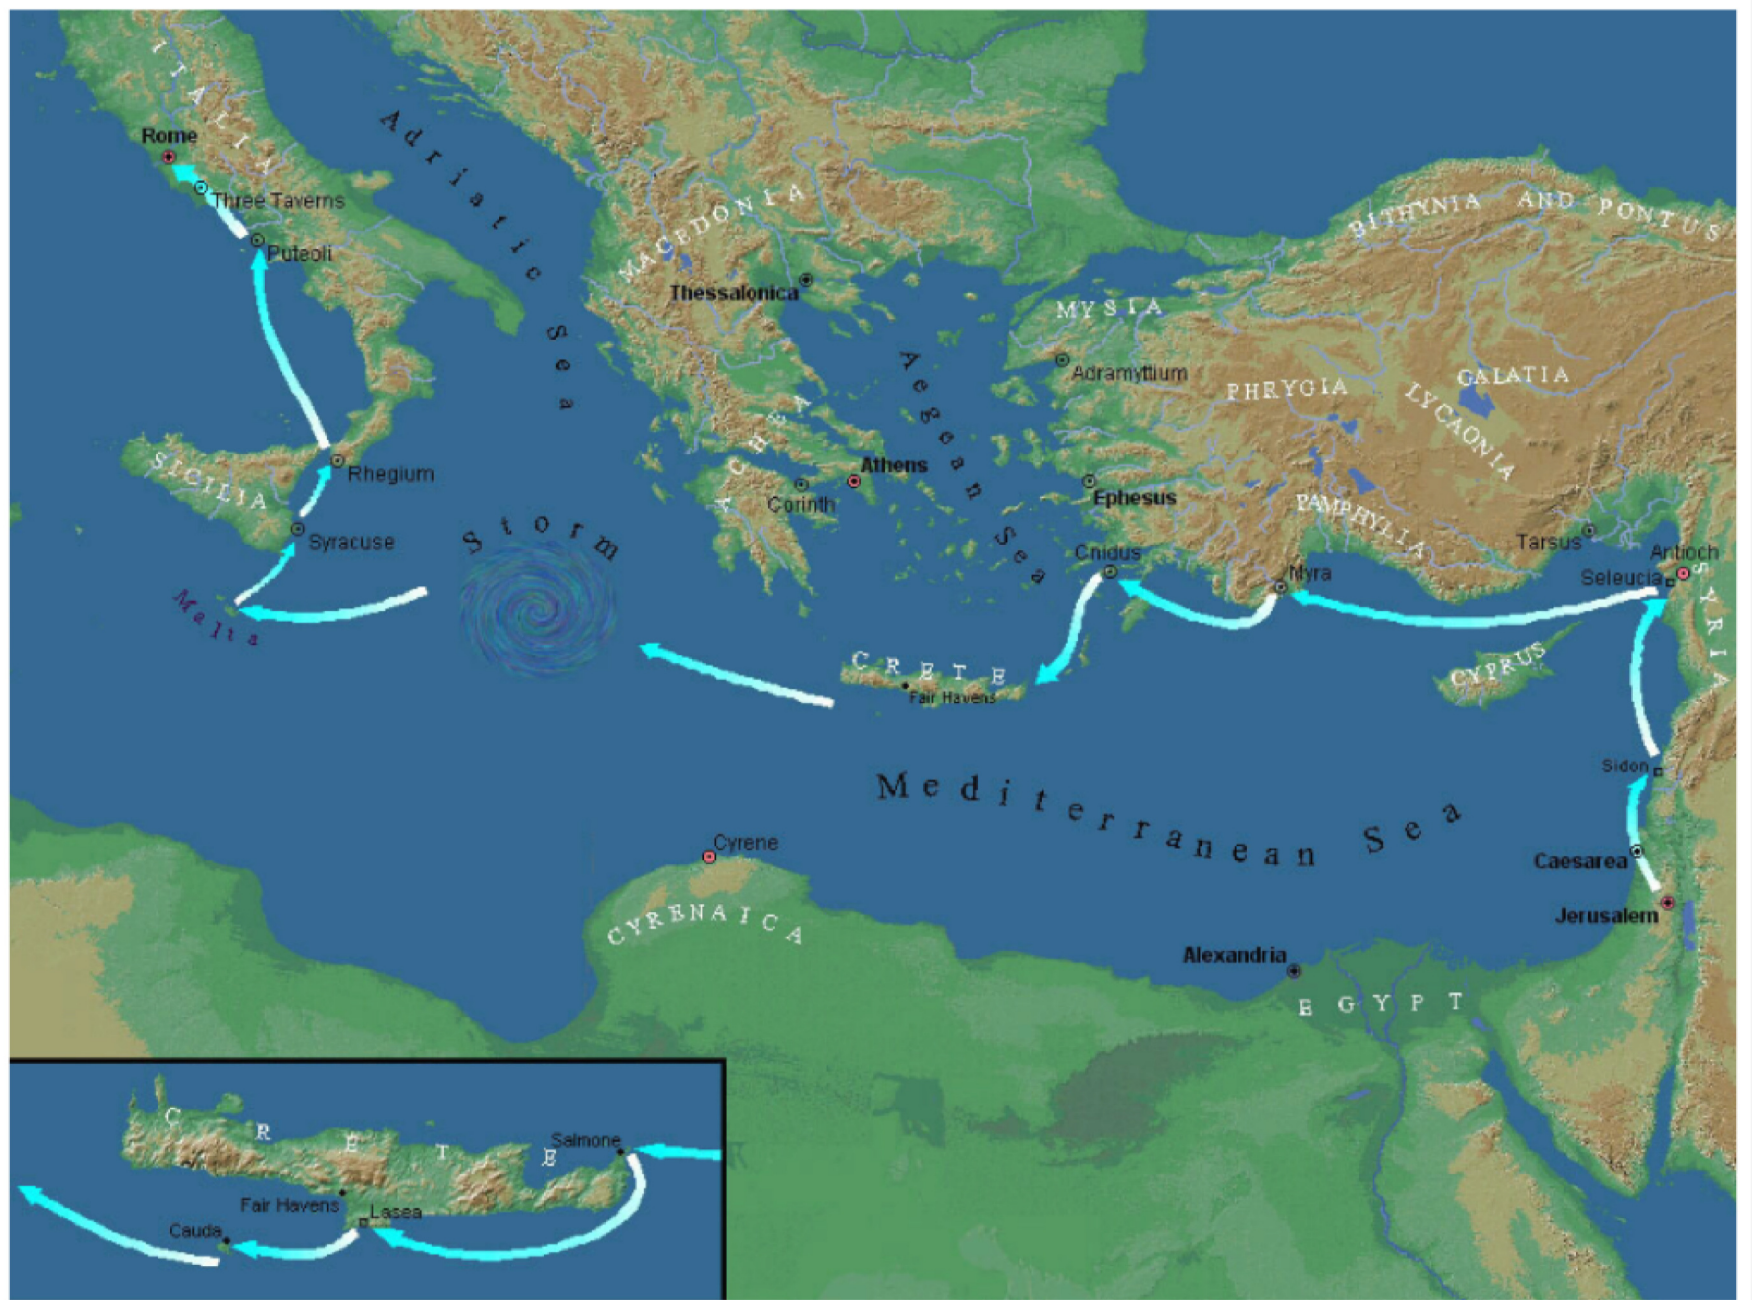 ITALIA
Rome
Three Taverns
Puteoli
Adriatic Sea
MACEDONIA
Thessalonica
BITHYNIA AND PONTUS
MYSIA
Adramyttium
Aegean Sea
PHRYGIA
GALATIA
LYCAONIA
ACHEA
Athens
Corinth
Ephesus
PAMPHYLIA
SICILIA
Rhegium
Syracuse
Storm
Malta
Cnidus
Myra
Tarsus
Antioch
Seleucia
SYRIA
CRETE
Fair Havens
CYPRUS
Sidon
Mediterranean Sea
Cyrene
CYRENAICA
Caesarea
Jerusalem
Alexandria
EGYPT
CRETE
Salmone
Fair Havens
Lasea
Cauda